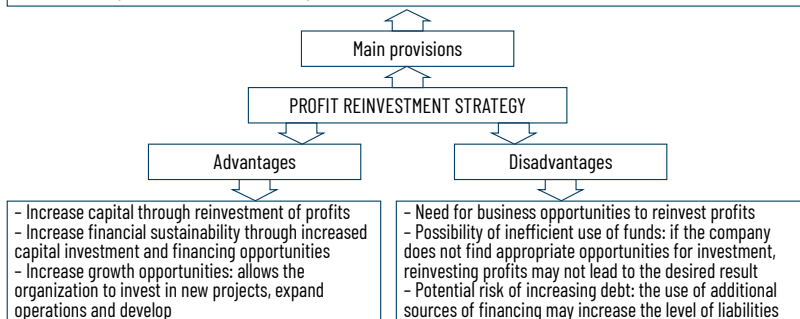 Main provisions
PROFIT REINVESTMENT STRATEGY
Advantages
Disadvantages
– Increase capital through reinvestment of profits
– Increase financial sustainability through increased
capital investment and financing opportunities
– Increase growth opportunities: allows the
organization to invest in new projects, expand
operations and develop
– Need for business opportunities to reinvest profits
– Possibility of inefficient use of funds: if the company
does not find appropriate opportunities for investment,
reinvesting profits may not lead to the desired result
– Potential risk of increasing debt: the use of additional
sources of financing may increase the level of liabilities